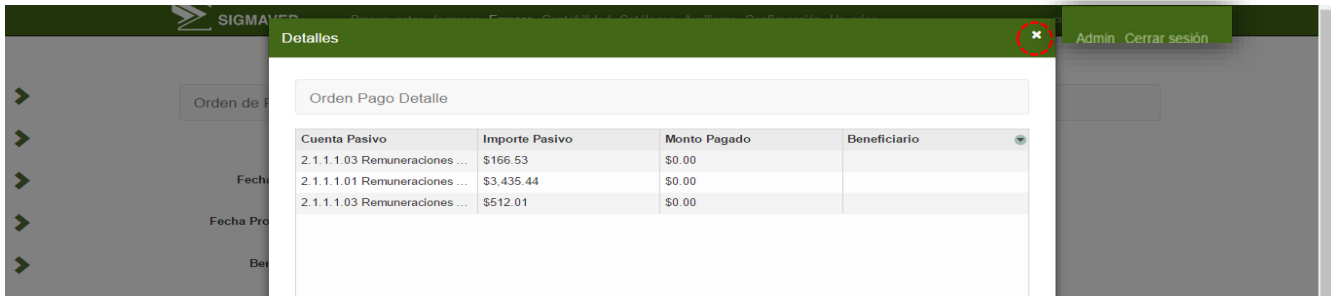 SIGMAVER
Detalles
Admin Cerrar sesión
Orden de P
Orden Pago Detalle
Cuenta Pasivo Importe Pasivo Monto Pagado Beneficiario
2.1.1.1.03 Remuneraciones ... $166.53 $0.00
Fecha
2.1.1.1.01 Remuneraciones ... $3,435.44 $0.00
2.1.1.1.03 Remuneraciones ... $512.01 $0.00
Fecha Pro
Ben